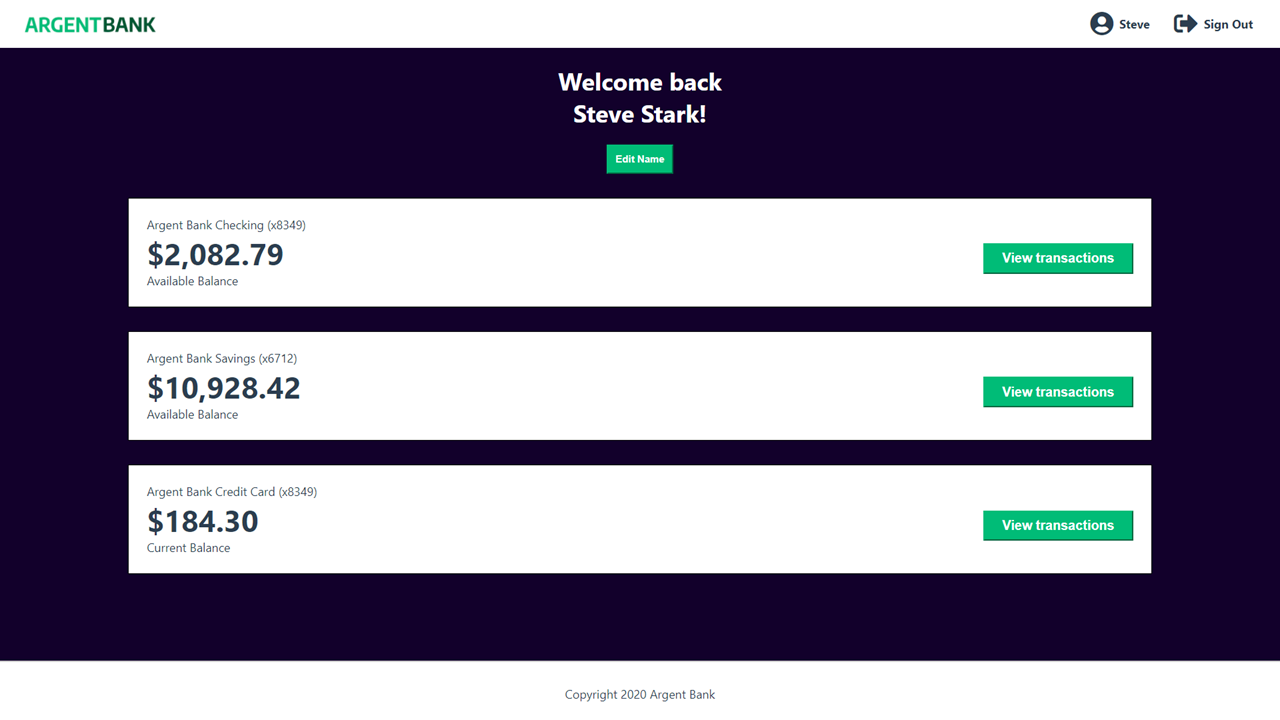 ARGENTBANK
Steve
Sign Out
Welcome back
Steve Stark!
Edit Name
Argent Bank Checking (x8349)
$2,082.79
Available Balance
View transactions
Argent Bank Savings (x6712)
$10,928.42
Available Balance
View transactions
Argent Bank Credit Card (x8349)
$184.30
Current Balance
View transactions
Copyright 2020 Argent Bank